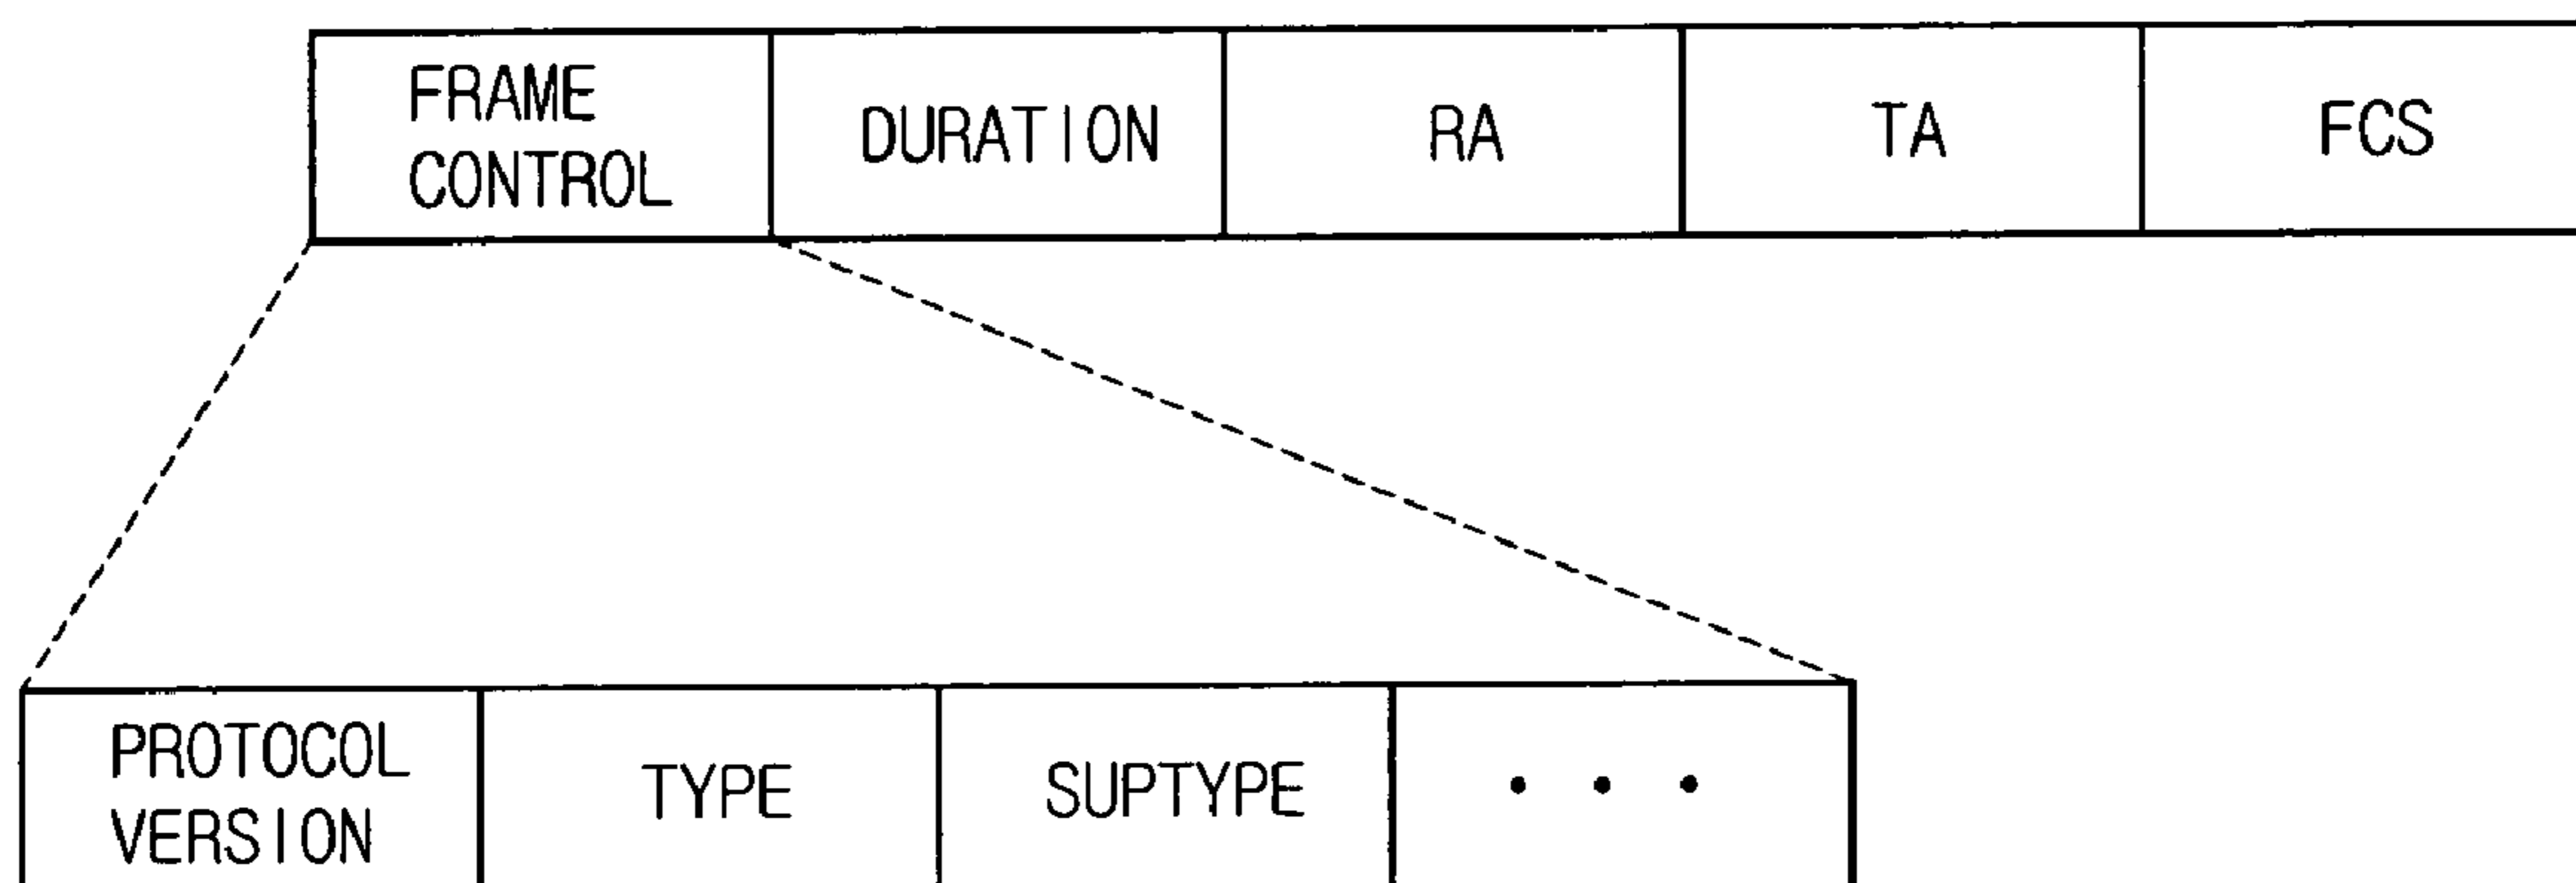 FRAME
CONTROL
DURATION
RA
TA
FCS
PROTOCOL
VERSION
TYPE
SUPTYPE
• • •